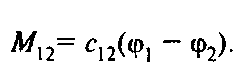 M₁₂ = c₁₂(φ₁ − φ₂).